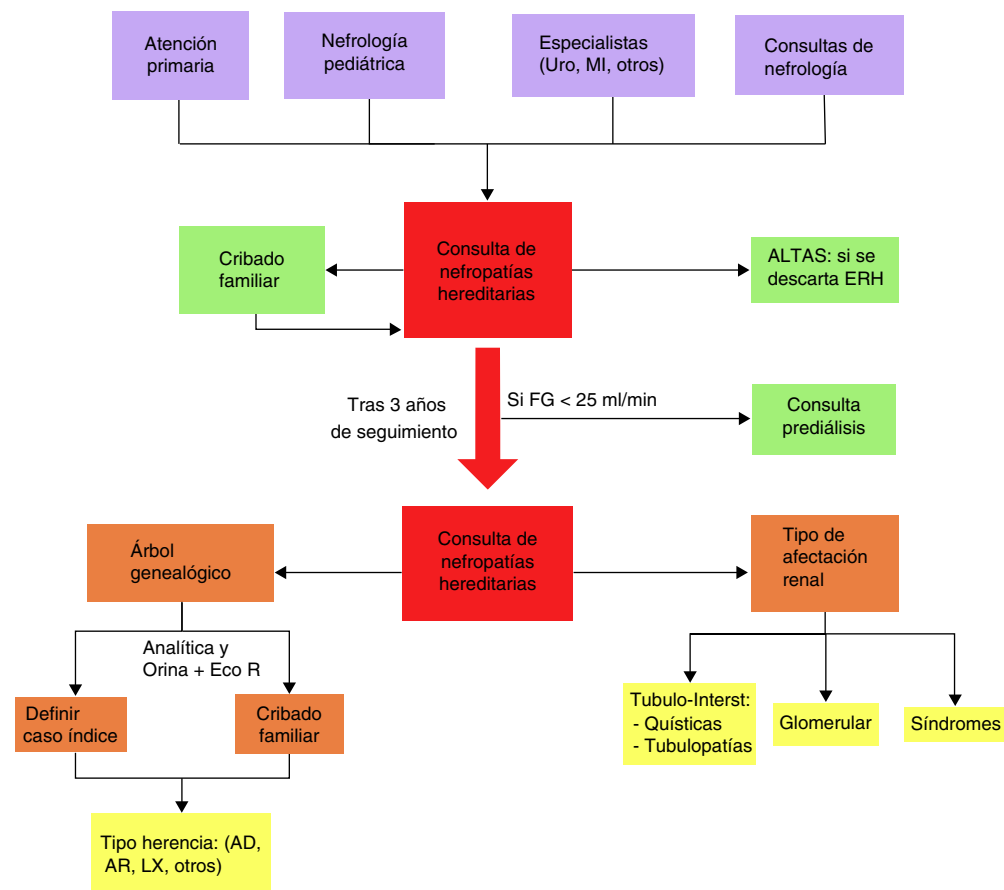 Atención
primaria
Nefrología
pediátrica
Especialistas
(Uro, MI, otros)
Consultas de
nefrología
Cribado
familiar
Consulta de
nefropatías
hereditarias
ALTAS: si se
descarta ERH
Tras 3 años
de seguimiento
Si FG < 25 ml/min
Consulta
prediálisis
Árbol
genealógico
Consulta de
nefropatías
hereditarias
Tipo de
afectación
renal
Analítica y
Orina + Eco R
Definir
caso índice
Cribado
familiar
Tubulo-Interst:
- Quísticas
- Tubulopatías
Glomerular
Síndromes
Tipo herencia: (AD,
AR, LX, otros)